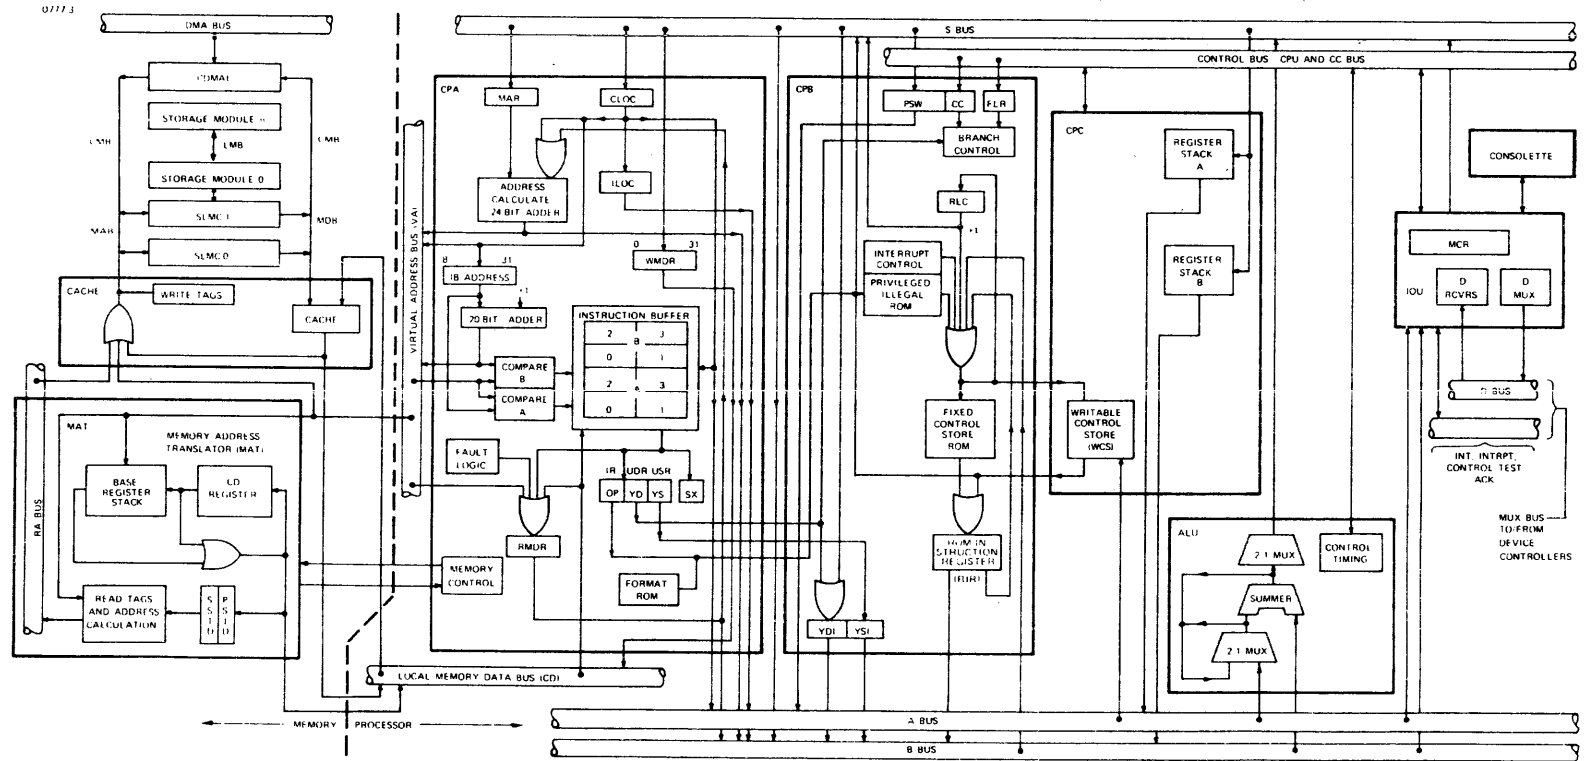 07773
DMA BUS
S BUS
CONTROL BUS CPU AND CC BUS
CDMAI
STORAGE MODULE n
LMB
STORAGE MODULE 0
CMB
CMB
SLMC 1
MAB
MDB
SLMC 0
CACHE
WRITE TAGS
CACHE
RA BUS
MAT
MEMORY ADDRESS
TRANSLATOR (MAT)
BASE
REGISTER
STACK
CD
REGISTER
READ TAGS
AND ADDRESS
CALCULATION
SSID
PSID
MEMORY
PROCESSOR
VIRTUAL ADDRESS BUS (VA)
LOCAL MEMORY DATA BUS (CD)
CPA
MAR
CLOC
ADDRESS
CALCULATE
24 BIT ADDER
ILOC
0
31
WMDR
8
31
IB ADDRESS
+1
20 BIT ADDER
INSTRUCTION BUFFER
2
B
3
0
1
2
A
3
0
1
COMPARE
B
COMPARE
A
FAULT
LOGIC
IR
UDR
USR
OP
YD
YS
SX
RMDR
MEMORY
CONTROL
FORMAT
ROM
CPB
PSW
CC
FLR
BRANCH
CONTROL
RLC
+1
INTERRUPT
CONTROL
PRIVILEGED
ILLEGAL
ROM
FIXED
CONTROL
STORE
ROM
ROM IN
STRUCTION
REGISTER
(RIR)
YDI
YSI
CPC
REGISTER
STACK
A
REGISTER
STACK
B
WRITABLE
CONTROL
STORE
(WCS)
ALU
2:1 MUX
CONTROL
TIMING
SUMMER
2:1 MUX
CONSOLETTE
MCR
IOU
D
RCVRS
D
MUX
D BUS
INT, INTRPT,
CONTROL TEST
ACK
MUX BUS
TO/FROM
DEVICE
CONTROLLERS
A BUS
B BUS